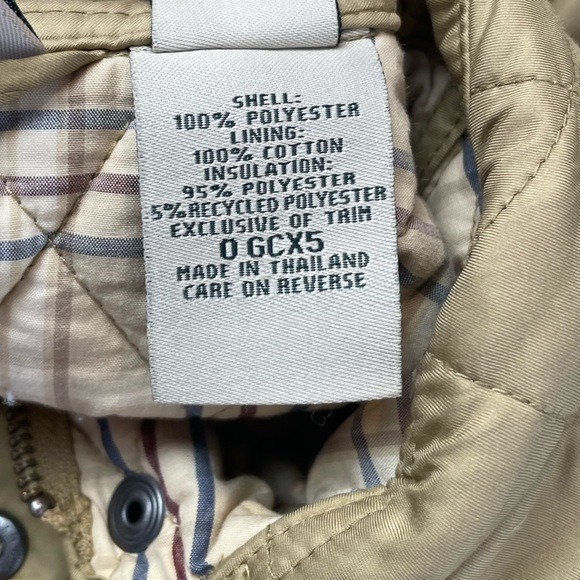 SHELL:
100% POLYESTER
LINING:
100% COTTON
INSULATION:
95% POLYESTER
5% RECYCLED POLYESTER
EXCLUSIVE OF TRIM
0 GCX5
MADE IN THAILAND
CARE ON REVERSE